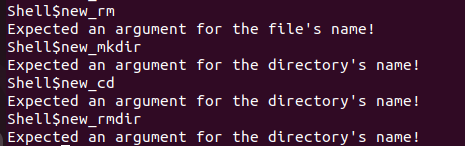 Shell$new_rm
Expected an argument for the file's name!
Shell$new_mkdir
Expected an argument for the directory's name!
Shell$new_cd
Expected an argument for the directory's name!
Shell$new_rmdir
Expected an argument for the directory's name!